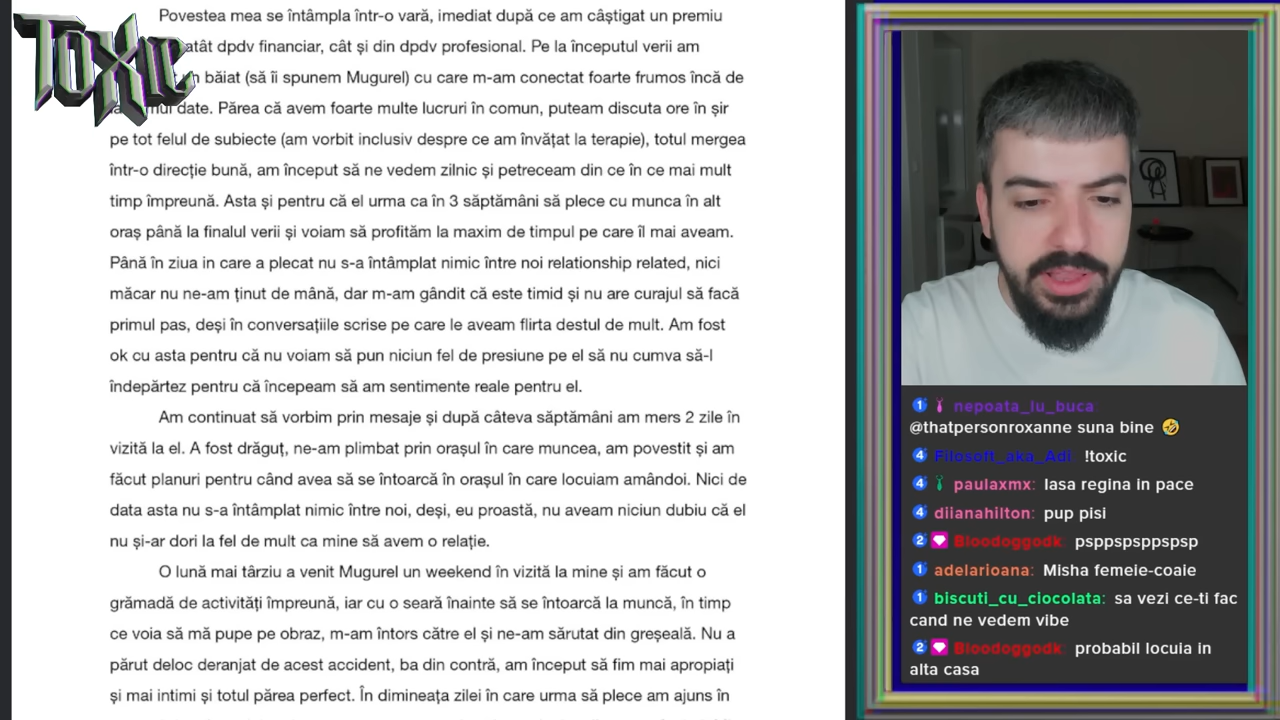 TOXIC
Povestea mea se întâmpla într-o vară, imediat după ce am câștigat un premiu
atât dpdv financiar, cât și din dpdv profesional. Pe la începutul verii am
băiat (să îi spunem Mugurel) cu care m-am conectat foarte frumos încă de
date. Părea că avem foarte multe lucruri în comun, puteam discuta ore în șir
pe tot felul de subiecte (am vorbit inclusiv despre ce am învățat la terapie), totul mergea
într-o direcție bună, am început să ne vedem zilnic și petreceam din ce în ce mai mult
timp împreună. Asta și pentru că el urma ca în 3 săptămâni să plece cu munca în alt
oraș până la finalul verii și voiam să profităm la maxim de timpul pe care îl mai aveam.
Până în ziua in care a plecat nu s-a întâmplat nimic între noi relationship related, nici
măcar nu ne-am ținut de mână, dar m-am gândit că este timid și nu are curajul să facă
primul pas, deși în conversațiile scrise pe care le aveam flirta destul de mult. Am fost
ok cu asta pentru că nu voiam să pun niciun fel de presiune pe el să nu cumva să-l
îndepărtez pentru că începeam să am sentimente reale pentru el.
Am continuat să vorbim prin mesaje și după câteva săptămâni am mers 2 zile în
vizită la el. A fost drăguț, ne-am plimbat prin orașul în care muncea, am povestit și am
făcut planuri pentru când avea să se întoarcă în orașul în care locuiam amândoi. Nici de
data asta nu s-a întâmplat nimic între noi, deși, eu proastă, nu aveam niciun dubiu că el
nu și-ar dori la fel de mult ca mine să avem o relație.
O lună mai târziu a venit Mugurel un weekend în vizită la mine și am făcut o
grămadă de activități împreună, iar cu o seară înainte să se întoarcă la muncă, în timp
ce voia să mă pupe pe obraz, m-am întors către el și ne-am sărutat din greșeală. Nu a
părut deloc deranjat de acest accident, ba din contră, am început să fim mai apropiați
și mai intimi și totul părea perfect. În dimineața zilei în care urma să plece am ajuns în
1 nepoata_iu_buca:
@thatpersonroxanne suna bine 🤣
4 Filosoft_aka_Adi: !toxic
4 paulaxmx: lasa regina in pace
4 diianahilton: pup pisi
2 Bloodoggodk: psppspsppspsp
1 adelarioana: Misha femeie-coaie
1 biscuti_cu_ciocolata: sa vezi ce-ti fac
cand ne vedem vibe
2 Bloodoggodk: probabil locuia in
alta casa